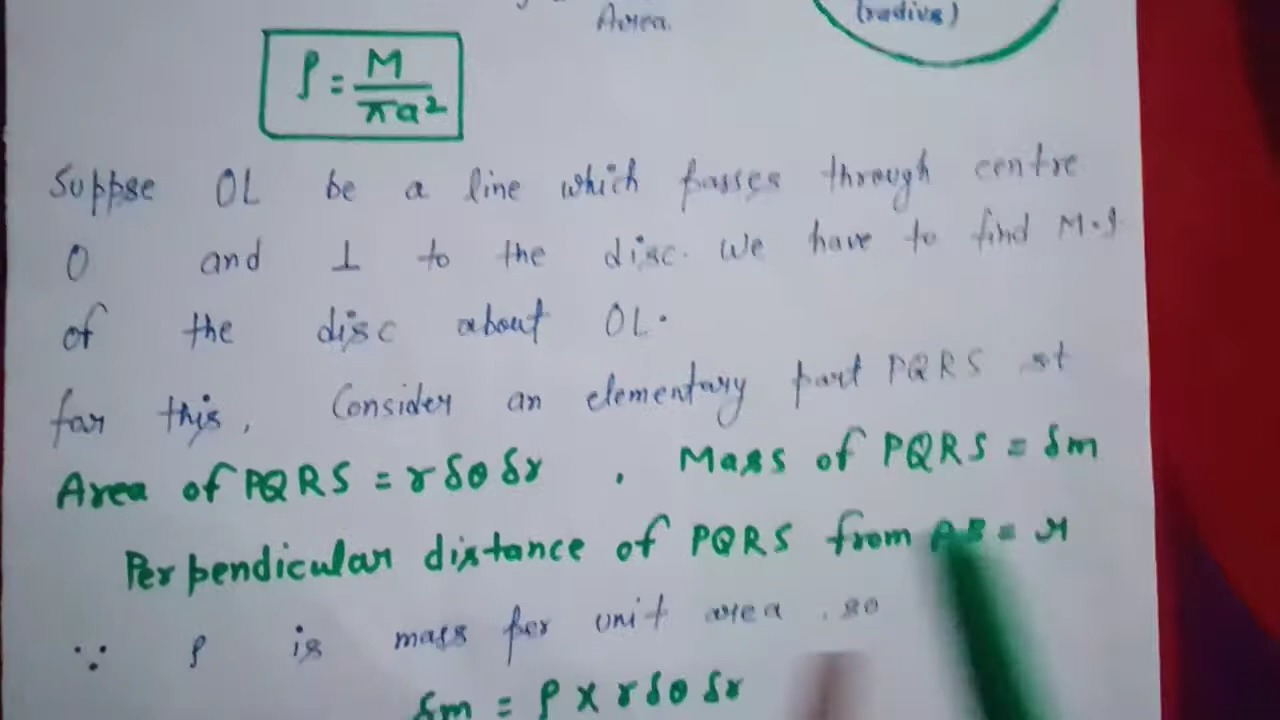 Area.
(radius)
ρ = M / πa²
Suppse OL be a line which passes through centre
O and ⊥ to the disc. We have to find M.I
of the disc about OL.
for this, Consider an elementary part PQRS st
Area of PQRS = r δθ δr , Mass of PQRS = δm
Perpendicular distance of PQRS from = r
∵ ρ is mass per unit area, so
δm = ρ × r δθ δr